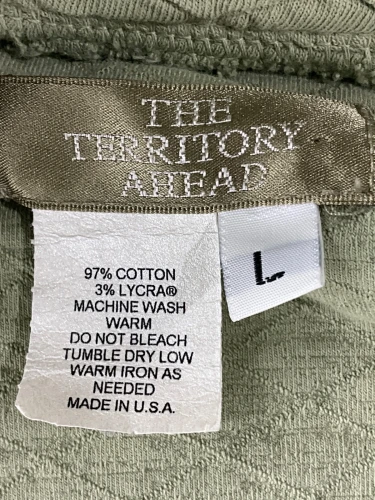 THE
TERRITORY
AHEAD
L
97% COTTON
3% LYCRA®
MACHINE WASH
WARM
DO NOT BLEACH
TUMBLE DRY LOW
WARM IRON AS
NEEDED
MADE IN U.S.A.